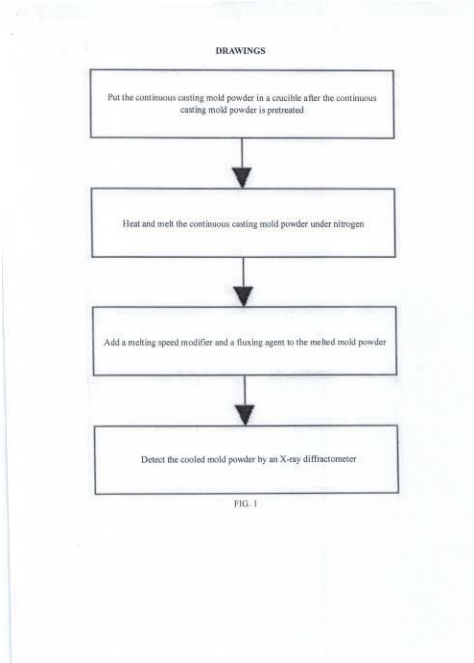 DRAWINGS
Put the continuous casting mold powder in a crucible after the continuous
casting mold powder is pretreated
Heat and melt the continuous casting mold powder under nitrogen
Add a melting speed modifier and a fluxing agent to the melted mold powder
Detect the cooled mold powder by an X-ray diffractometer
FIG. 1